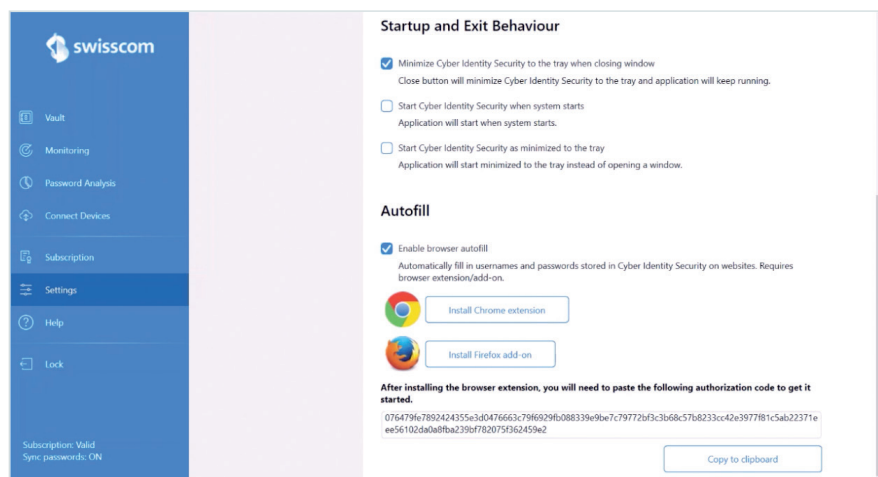 swisscom
Vault
Monitoring
Password Analysis
Connect Devices
Subscription
Settings
Help
Lock
Subscription: Valid
Sync passwords: ON
Startup and Exit Behaviour
Minimize Cyber Identity Security to the tray when closing window
Close button will minimize Cyber Identity Security to the tray and application will keep running.
Start Cyber Identity Security when system starts
Application will start when system starts.
Start Cyber Identity Security as minimized to the tray
Application will start minimized to the tray instead of opening a window.
Autofill
Enable browser autofill
Automatically fill in usernames and passwords stored in Cyber Identity Security on websites. Requires
browser extension/add-on.
Install Chrome extension
Install Firefox add-on
After installing the browser extension, you will need to paste the following authorization code to get it
started.
076479fe7892424355e3d0476663c79f6929fb088339e9be7c79772bf3c3b68c57b8233cc42e3977f81c5ab22371e
ee56102da0a8fba239bf782075f362459e2
Copy to clipboard